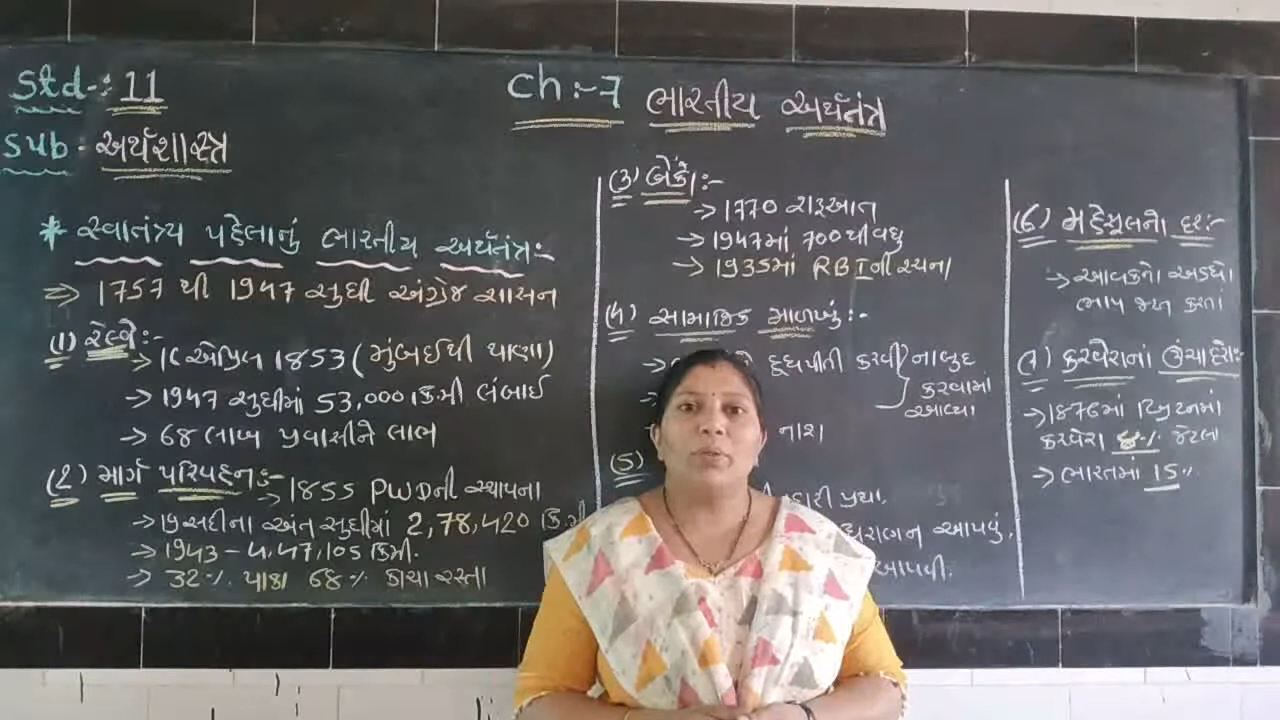 Std-: 11
Sub - અર્થશાસ્ત્ર
Ch:-7 ભારતીય અર્થતંત્ર
* સ્વાતંત્ર્ય પહેલાનું ભારતીય અર્થતંત્ર:-
⇒ 1757 થી 1947 સુધી અંગ્રેજ શાસન
(1) રેલ્વે:-
→ 16 એપ્રિલ 1853 (મુંબઈથી થાણા)
→ 1947 સુધીમાં 53,000 કિ.મી લંબાઈ
→ 68 લાખ પ્રવાસીને લાભ
(2) માર્ગ પરિવહન:-
→ 1855 PWDની સ્થાપના
→ 19 સદીના અંત સુધીમાં 2,78,420 કિ.મી
→ 1943 - 4,47,105 કિમી.
→ 32% પાકા 68% કાચા રસ્તા
(3) બેંકો:-
→ 1770 શરૂઆત
→ 1947માં 700થી વધુ
→ 1935માં RBIની રચના
(4) સામાજિક માળખું:-
→ દૂધપીતી કરવી } નાબુદ
કરવામાં
આવ્યા
નાશ
(5)
પ્રથા.
ધિરાણ ન આપવું.
આપવી.
(6) મહેસૂલનો દર:-
→ આવકનો અડધો
ભાગ જપ્ત કરતા
(7) કરવેરાનાં ઊંચા દરો:-
→ 1876માં બ્રિટનમાં
કરવેરા % જેટલા
→ ભારતમાં 15%